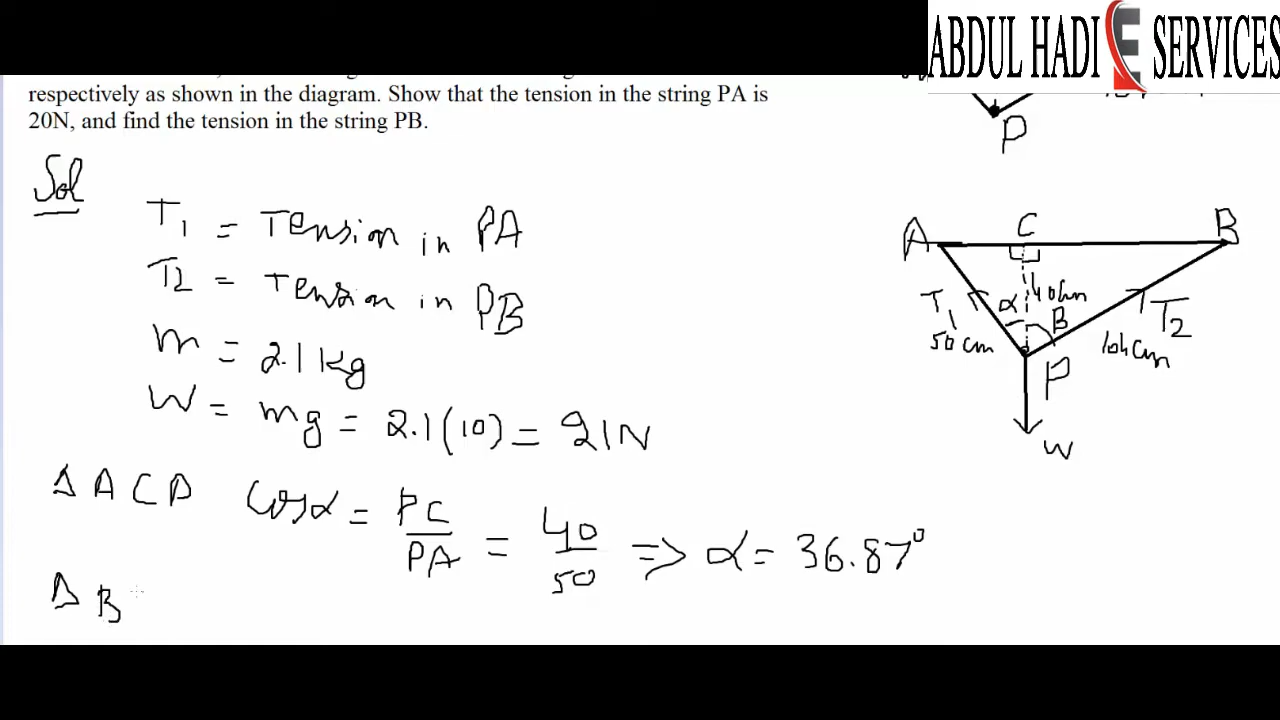 ABDUL HADI E SERVICES
respectively as shown in the diagram. Show that the tension in the string PA is
20N, and find the tension in the string PB.
P
Sol
T1 = Tension in PA
T2 = Tension in PB
m = 2.1 kg
W = mg = 2.1(10) = 21N
Δ ACP cosα = PC/PA = 40/50 => α = 36.87°
Δ B
A C B
T1 α 40cm B T2
50 cm 104cm
P
W